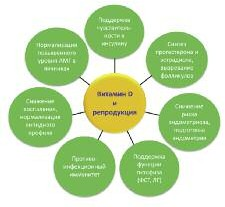 Поддержка
чувствитель-
ности к
инсулину
Синтез
прогестерона и
эстрадиола,
созревание
фолликулов
Снижение
риска
эндометриоза,
подготовка
эндометрия
Поддержка
функции
гипофиза
(ФСГ, ЛГ)
Противо-
инфекционный
иммунитет
Снижение
воспаления,
нормализация
липидного
профиля
Нормализация
уровня АМГ в
яичниках
Витамин D
и
репродукция